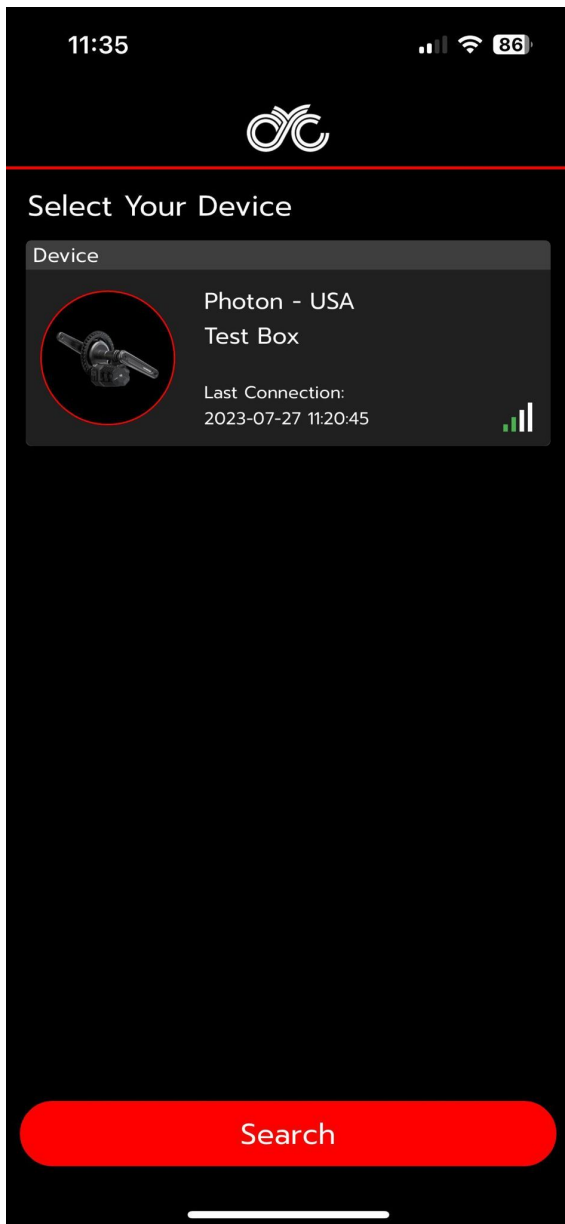 11:35
86
Select Your Device
Device
Photon - USA
Test Box
Last Connection:
2023-07-27 11:20:45
Search